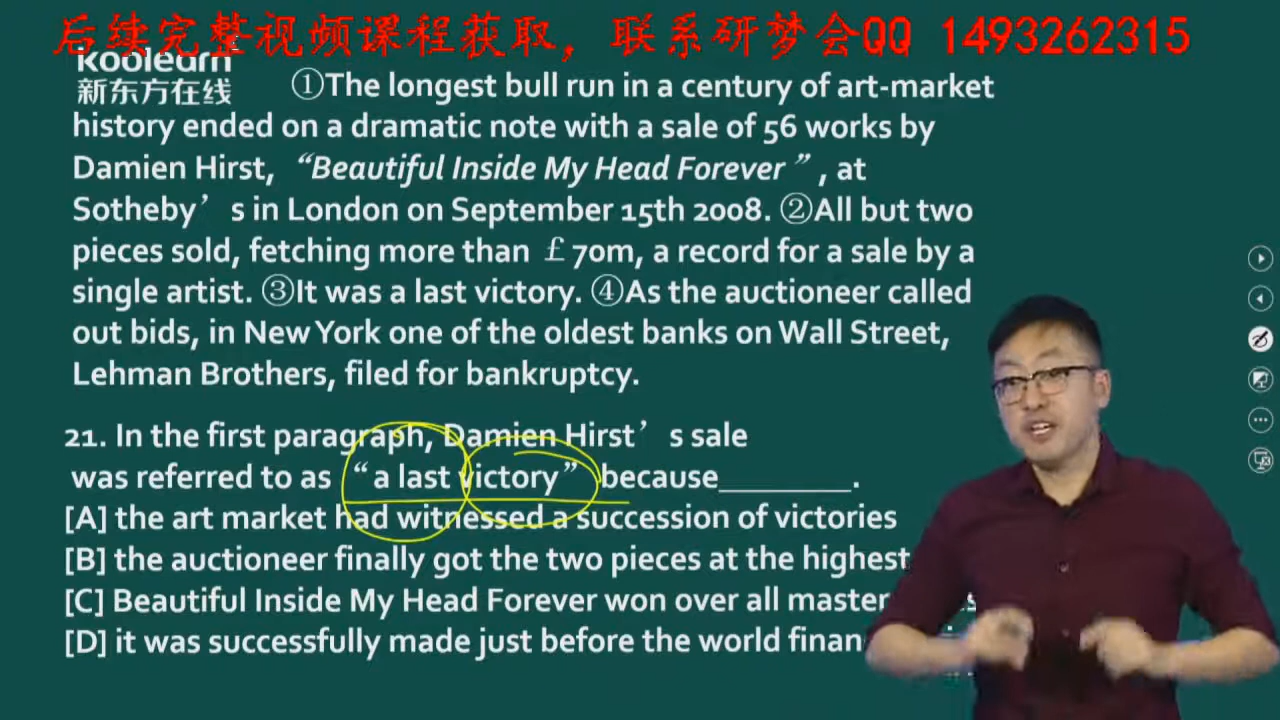 后续完整视频课程获取，联系研梦会QQ 1493262315
koolearn
新东方在线
①The longest bull run in a century of art-market
history ended on a dramatic note with a sale of 56 works by
Damien Hirst, “Beautiful Inside My Head Forever ”, at
Sotheby’s in London on September 15th 2008. ②All but two
pieces sold, fetching more than ￡70m, a record for a sale by a
single artist. ③It was a last victory. ④As the auctioneer called
out bids, in New York one of the oldest banks on Wall Street,
Lehman Brothers, filed for bankruptcy.
21. In the first paragraph, Damien Hirst’s sale
was referred to as “a last victory” because________.
[A] the art market had witnessed a succession of victories
[B] the auctioneer finally got the two pieces at the highest
[C] Beautiful Inside My Head Forever won over all
[D] it was successfully made just before the world